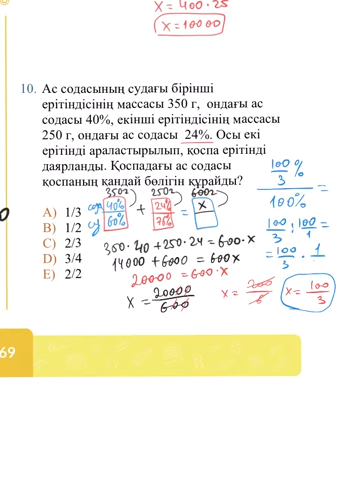 x = 400 · 25
x = 10000
10. Ас содасының судағы бірінші
ерітіндісінің массасы 350 г, ондағы ас
содасы 40%, екінші ерітіндісінің массасы
250 г, ондағы ас содасы 24%. Осы екі
ерітінді араластырылып, қоспа ерітінді
даярланды. Қоспадағы ас содасы
қоспаның қандай бөлігін құрайды?
350г 250г 600г
сода 40% + 24% = x
су 60% 76%
A) 1/3
B) 1/2
C) 2/3
D) 3/4
E) 2/2
350·40+250·24=600·x
14000+6000=600x
20000=600·x
x = 20000/600
x = 200/6
x = 100/3
100/3 % / 100% =
100/3 : 100/1 =
= 100/3 · 1
69